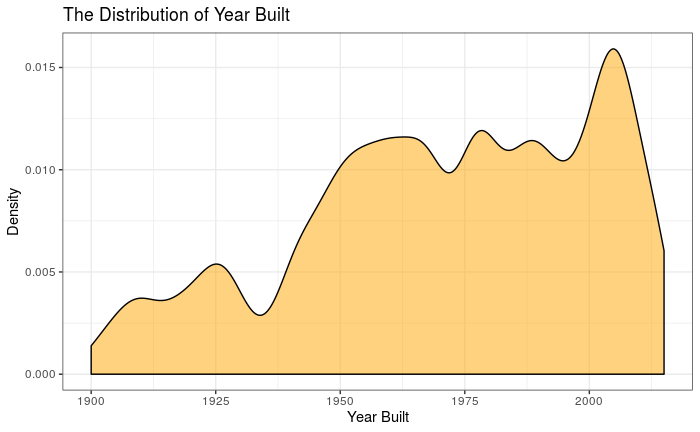 The Distribution of Year Built
0.015
0.010
0.005
0.000
Density
1900 1925 1950 1975 2000
Year Built